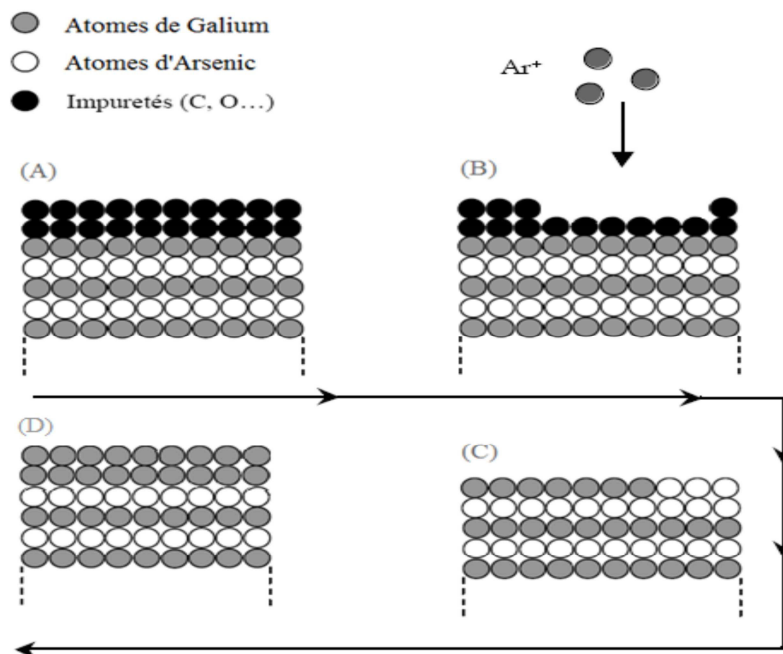 Atomes de Galium
Atomes d'Arsenic
Impuretés (C, O…)
Ar⁺
(A)
(B)
(D)
(C)